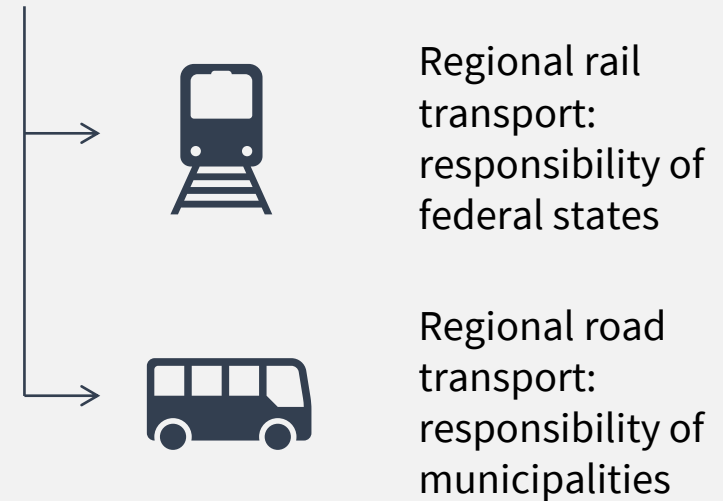 Regional rail
transport:
responsibility of
federal states
Regional road
transport:
responsibility of
municipalities